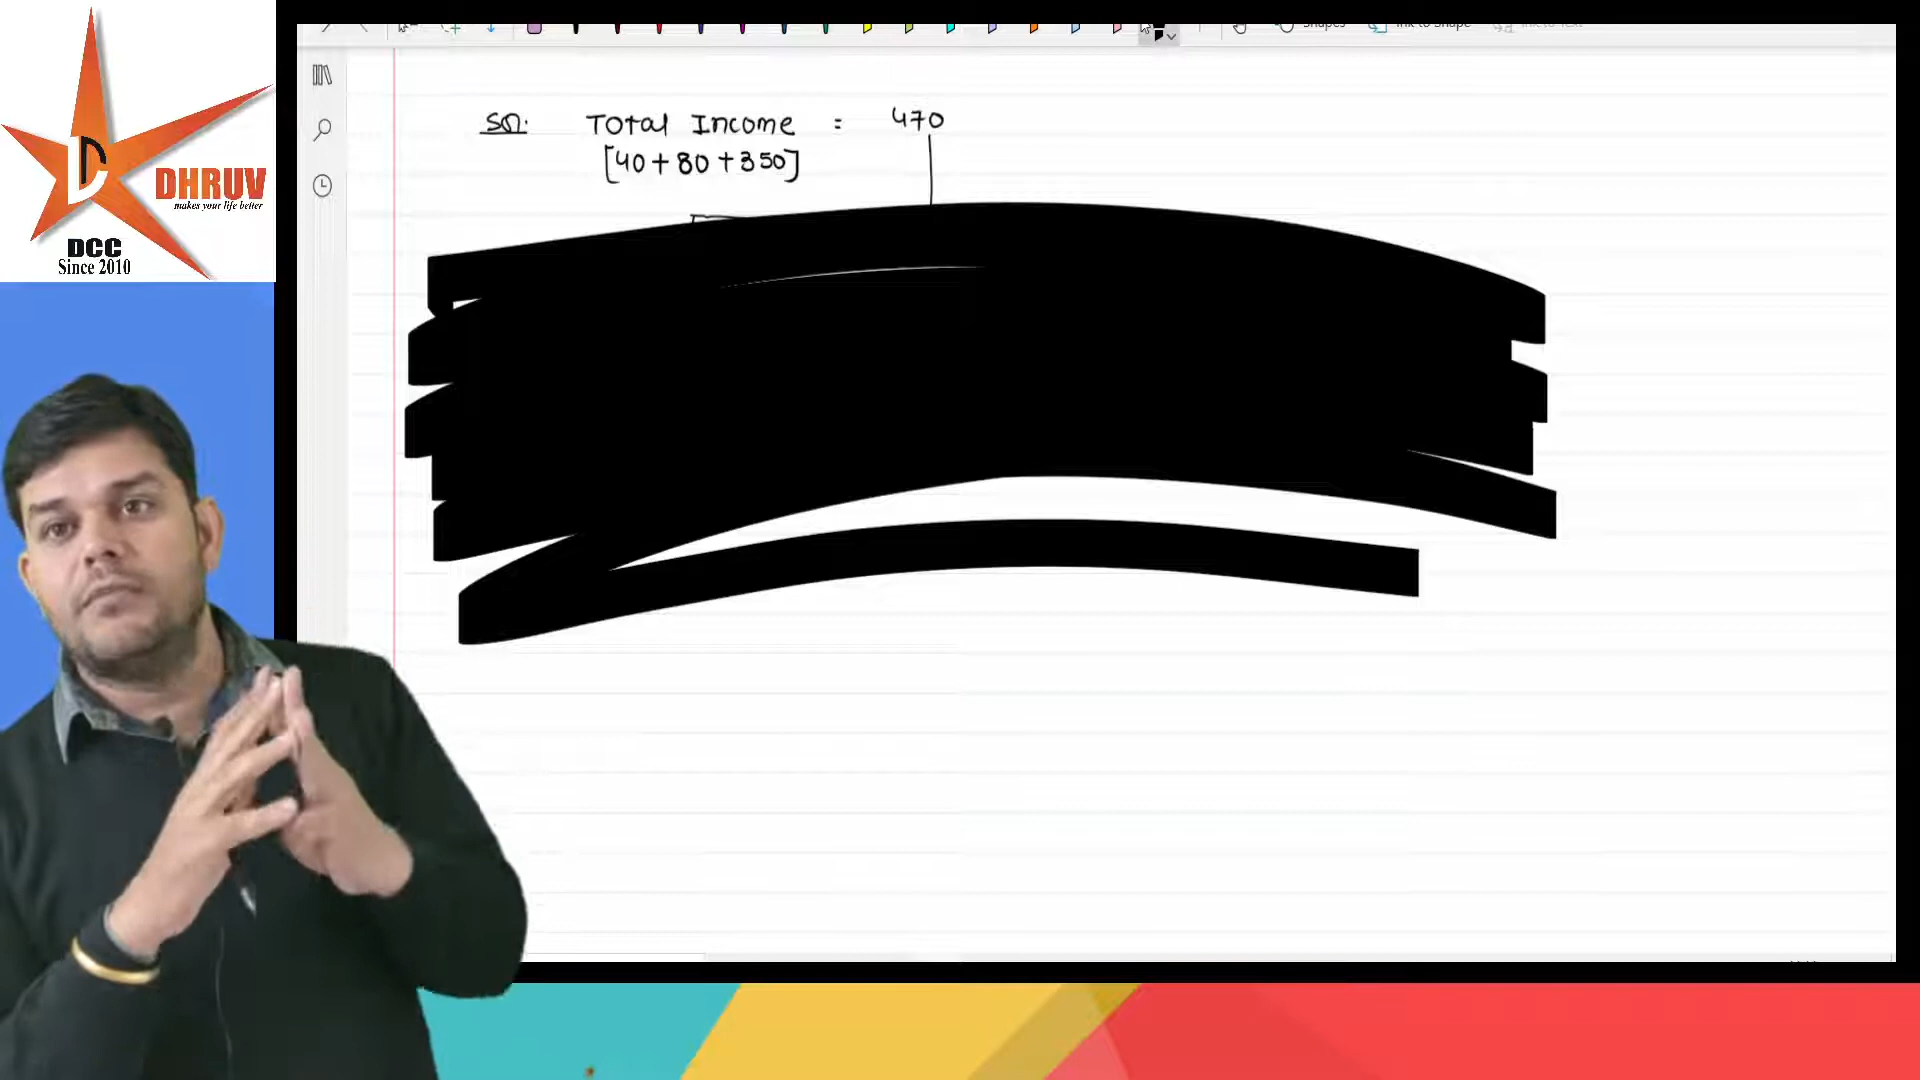 DHRUV
makes your life better
DCC
Since 2010
Sol. Total Income : 470
[40+80+350]